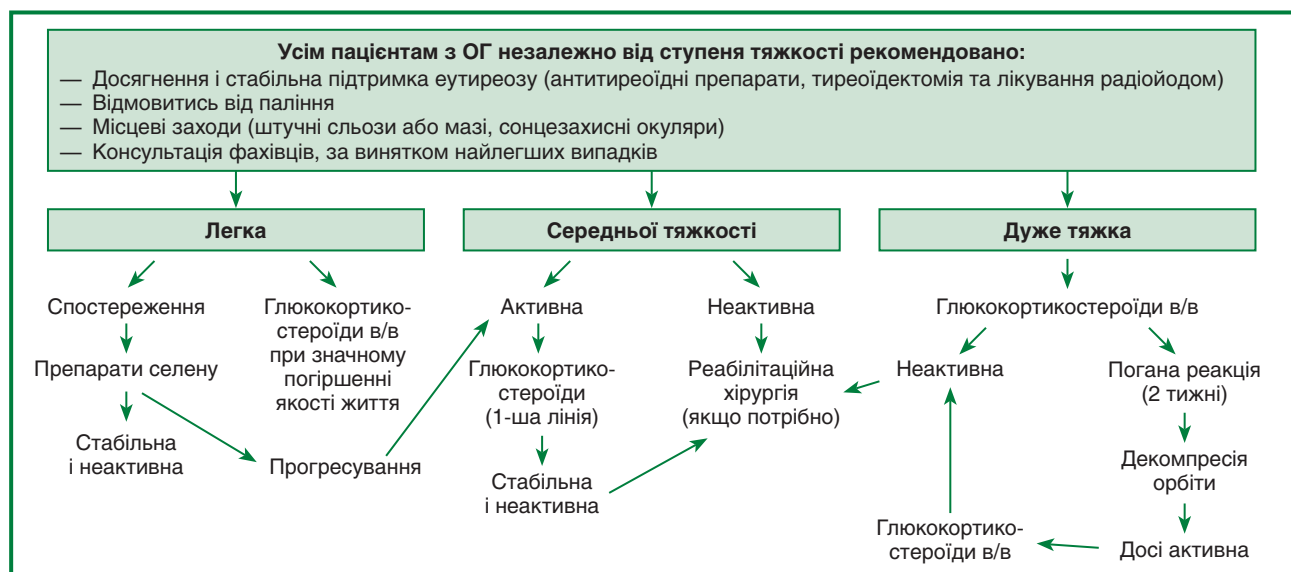 Усім пацієнтам з ОГ незалежно від ступеня тяжкості рекомендовано:
— Досягнення і стабільна підтримка еутиреозу (антитиреоїдні препарати, тиреоїдектомія та лікування радіойодом)
— Відмовитись від паління
— Місцеві заходи (штучні сльози або мазі, сонцезахисні окуляри)
— Консультація фахівців, за винятком найлегших випадків
Легка
Спостереження
Препарати селену
Стабільна
і неактивна
Глюкокортико-
стероїди в/в
при значному
погіршенні
якості життя
Прогресування
Середньої тяжкості
Активна
Глюкокортико-
стероїди
(1-ша лінія)
Стабільна
і неактивна
Неактивна
Реабілітаційна
хірургія
(якщо потрібно)
Дуже тяжка
Глюкокортикостероїди в/в
Неактивна
Погана реакція
(2 тижні)
Декомпресія
орбіти
Досі активна
Глюкокортико-
стероїди в/в